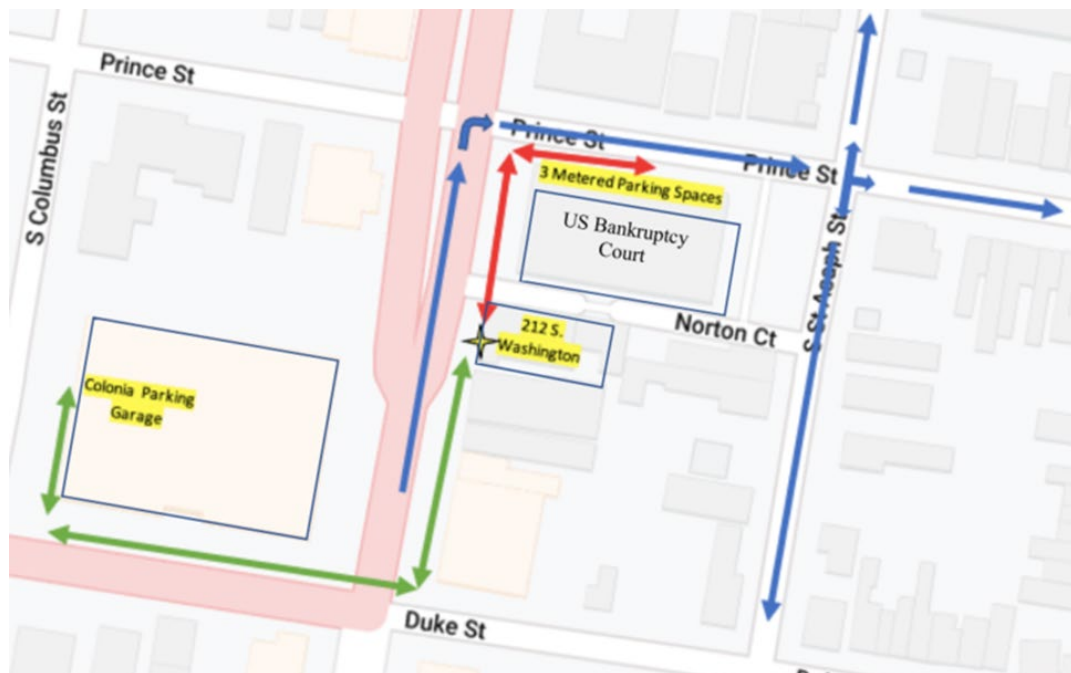 Prince St
S Columbus St
Prince St
Prince St
3 Metered Parking Spaces
US Bankruptcy
Court
S St Asaph St
212 S.
Washington
Norton Ct
Colonia Parking
Garage
Duke St